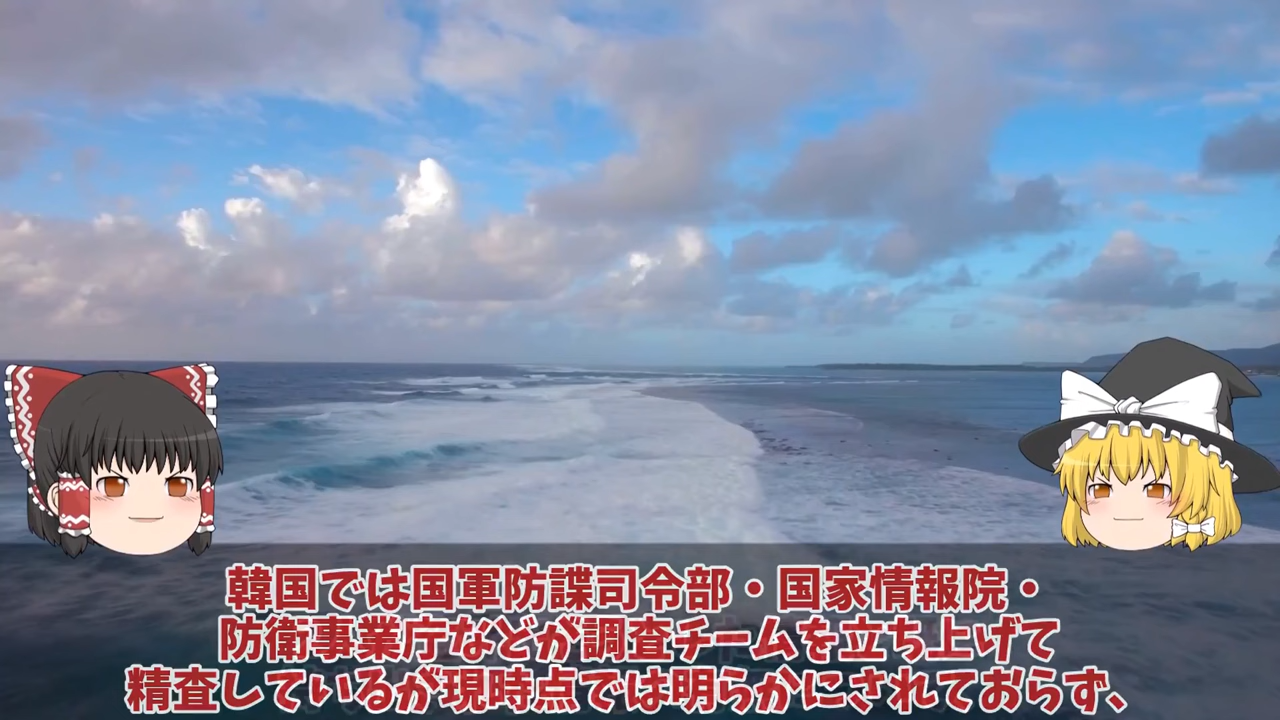 韓国では国軍防諜司令部・国家情報院・
防衛事業庁などが調査チームを立ち上げて
精査しているが現時点では明らかにされておらず、